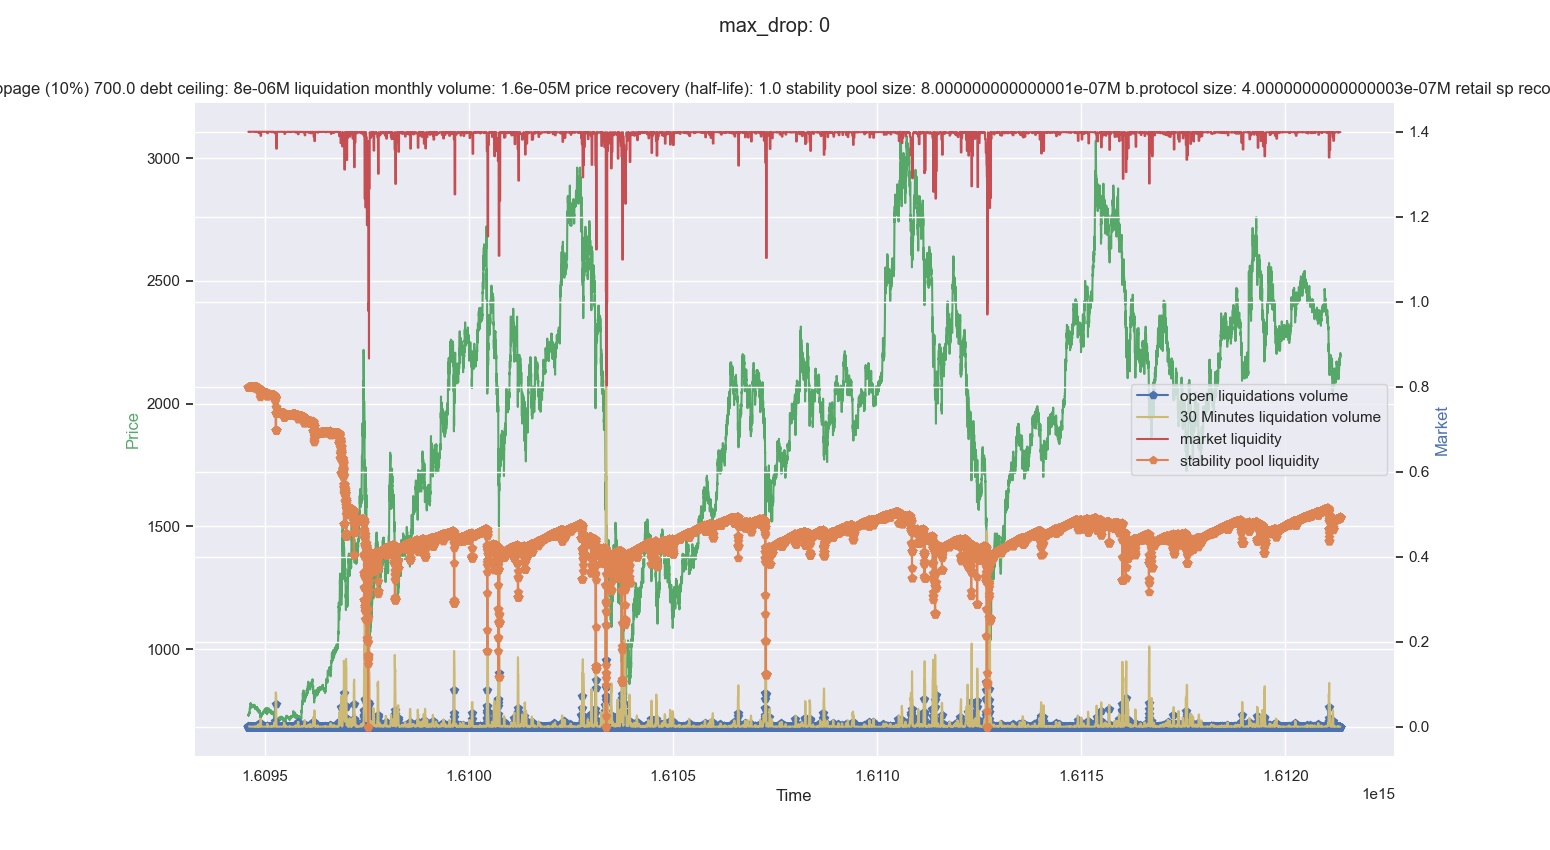 max_drop: 0
page (10%) 700.0 debt ceiling: 8e-06M liquidation monthly volume: 1.6e-05M price recovery (half-life): 1.0 stability pool size: 8.000000000000001e-07M b.protocol size: 4.0000000000000003e-07M retail sp reco
3000
2500
2000
1500
1000
Price
1.4
1.2
1.0
0.8
0.6
0.4
0.2
0.0
Market
open liquidations volume
30 Minutes liquidation volume
market liquidity
stability pool liquidity
1.6095 1.6100 1.6105 1.6110 1.6115 1.6120
Time
1e15